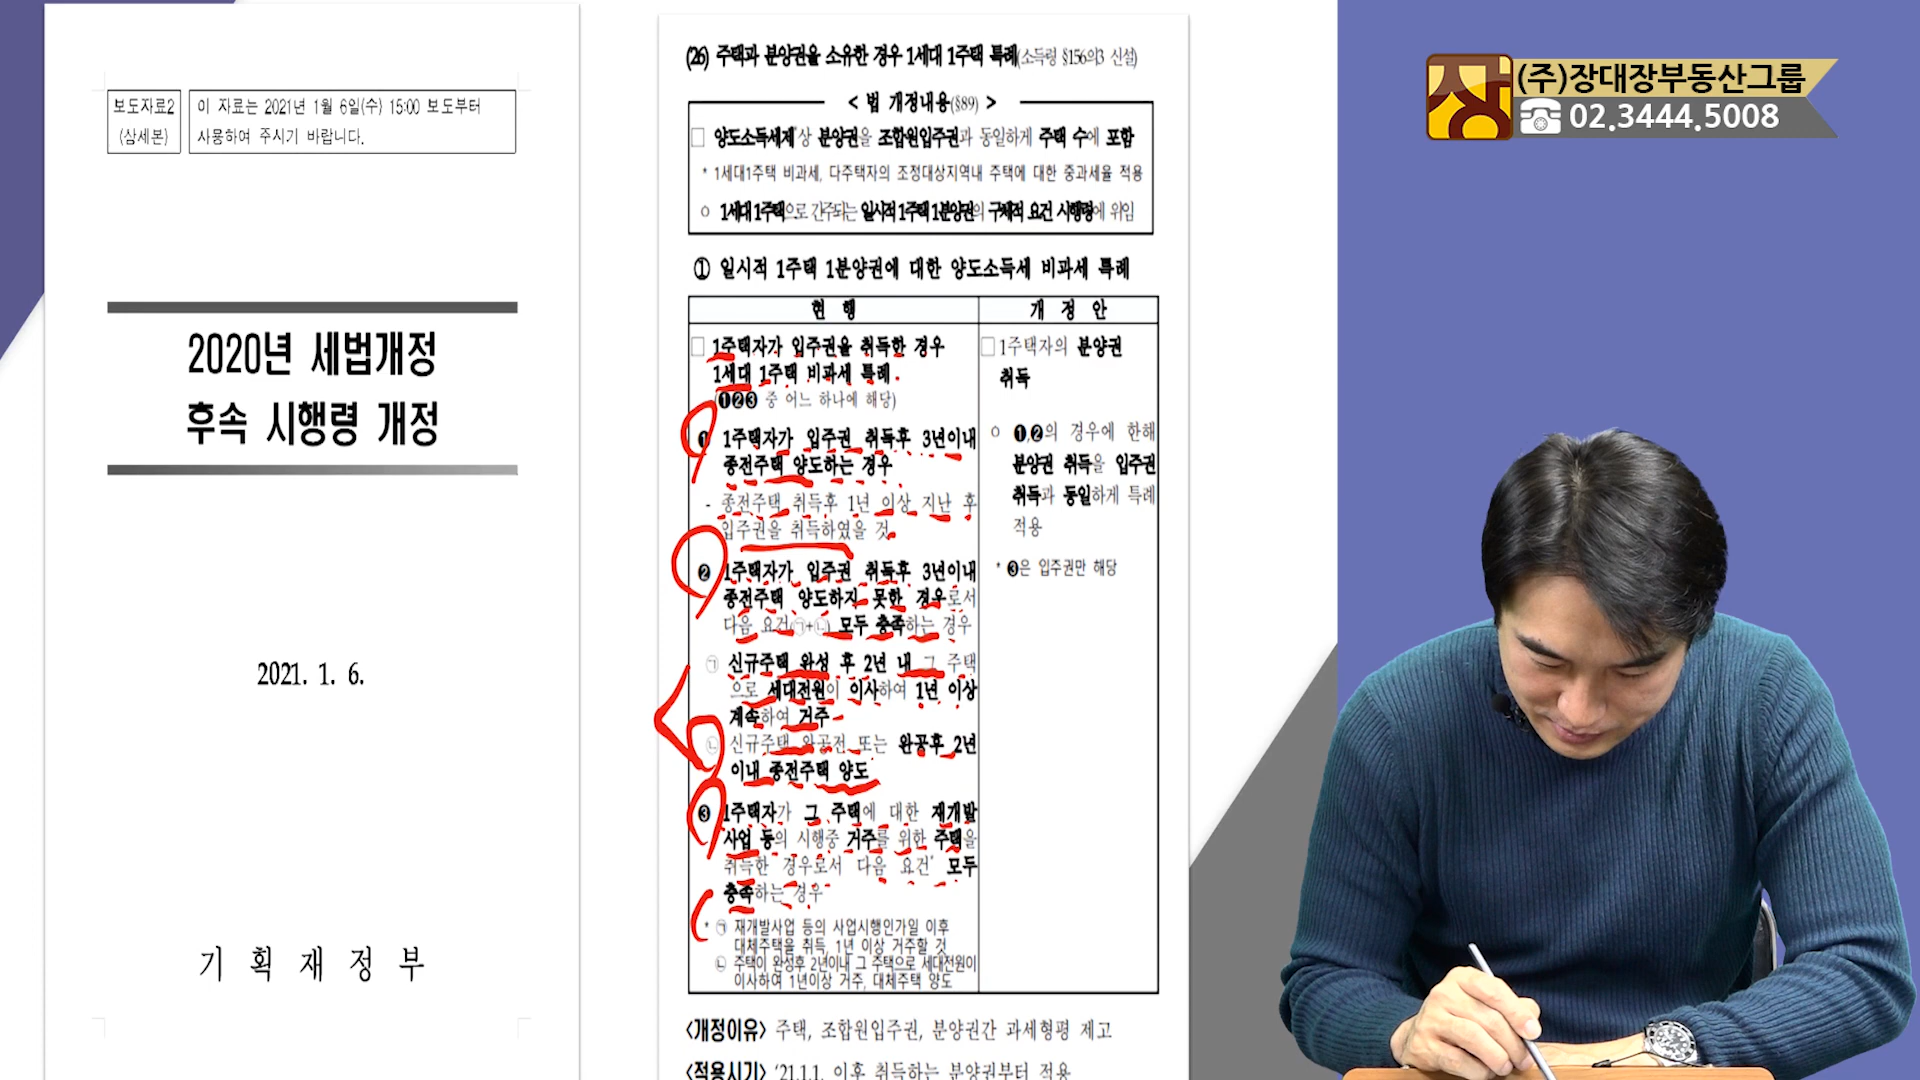 보도자료2
(상세본)
이 자료는 2021년 1월 6일(수) 15:00 보도부터
사용하여 주시기 바랍니다.
2020년 세법개정
후속 시행령 개정
2021. 1. 6.
기 획 재 정 부
(26) 주택과 분양권을 소유한 경우 1세대 1주택 특례(소득령 §156의3 신설)
< 법 개정내용(§89) >
□ 양도소득세제상 분양권을 조합원입주권과 동일하게 주택 수에 포함
* 1세대1주택 비과세, 다주택자의 조정대상지역내 주택에 대한 중과세율 적용
○ 1세대 1주택으로 간주되는 일시적 1주택 1분양권의 구체적 요건 시행령에 위임
① 일시적 1주택 1분양권에 대한 양도소득세 비과세 특례
현 행
□ 1주택자가 입주권을 취득한 경우
1세대 1주택 비과세 특례
(❶❷❸ 중 어느 하나에 해당)
❶ 1주택자가 입주권 취득후 3년이내
종전주택 양도하는 경우
- 종전주택 취득후 1년 이상 지난 후
입주권을 취득하였을 것
❷ 1주택자가 입주권 취득후 3년이내
종전주택 양도하지 못한 경우로서
다음 요건(㉠+㉡) 모두 충족하는 경우
㉠ 신규주택 완성 후 2년 내 그 주택
으로 세대전원이 이사하여 1년 이상
계속하여 거주
㉡ 신규주택 완공전 또는 완공후 2년
이내 종전주택 양도
❸ 1주택자가 그 주택에 대한 재개발
사업 등의 시행중 거주를 위한 주택을
취득한 경우로서 다음 요건* 모두
충족하는 경우
* ㉠ 재개발사업 등의 사업시행인가일 이후
대체주택을 취득, 1년 이상 거주할 것
㉡ 주택이 완성후 2년이내 그 주택으로 세대전원이
이사하여 1년이상 거주, 대체주택 양도
개 정 안
□ 1주택자의 분양권
취득
○ ❶,❷의 경우에 한해
분양권 취득을 입주권
취득과 동일하게 특례
적용
* ❸은 입주권만 해당
<개정이유> 주택, 조합원입주권, 분양권간 과세형평 제고
<적용시기> '21.1.1. 이후 취득하는 분양권부터 적용
장
(주)장대장부동산그룹
02.3444.5008